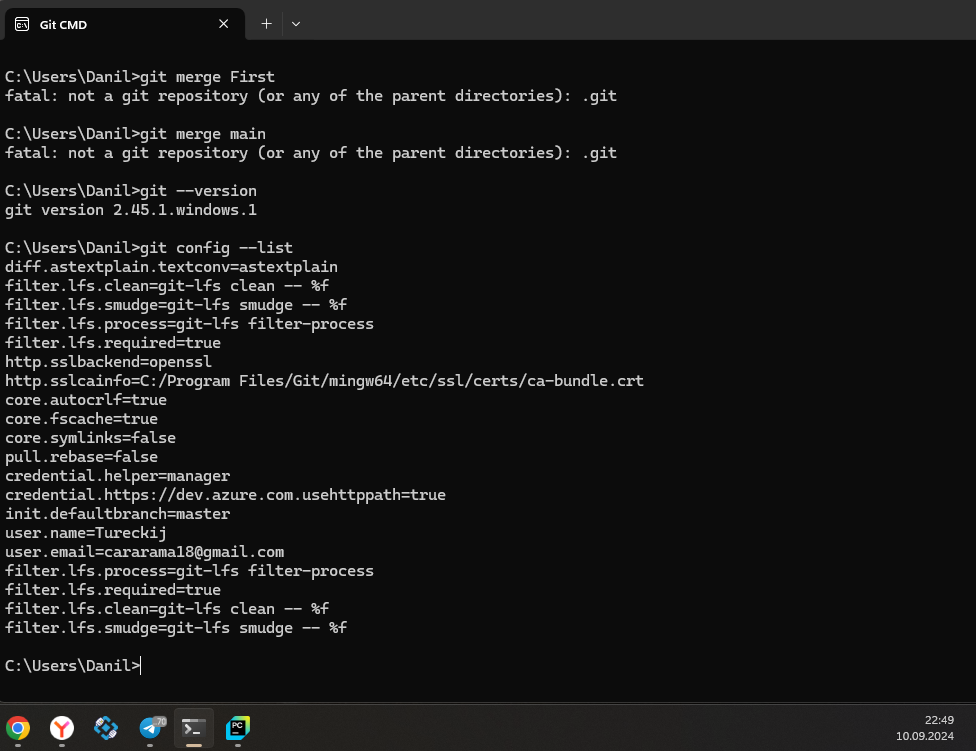 Git CMD
C:\Users\Danil>git merge First
fatal: not a git repository (or any of the parent directories): .git
C:\Users\Danil>git merge main
fatal: not a git repository (or any of the parent directories): .git
C:\Users\Danil>git --version
git version 2.45.1.windows.1
C:\Users\Danil>git config --list
diff.astextplain.textconv=astextplain
filter.lfs.clean=git-lfs clean -- %f
filter.lfs.smudge=git-lfs smudge -- %f
filter.lfs.process=git-lfs filter-process
filter.lfs.required=true
http.sslbackend=openssl
http.sslcainfo=C:/Program Files/Git/mingw64/etc/ssl/certs/ca-bundle.crt
core.autocrlf=true
core.fscache=true
core.symlinks=false
pull.rebase=false
credential.helper=manager
credential.https://dev.azure.com.usehttppath=true
init.defaultbranch=master
user.name=Tureckij
user.email=cararama18@gmail.com
filter.lfs.process=git-lfs filter-process
filter.lfs.required=true
filter.lfs.clean=git-lfs clean -- %f
filter.lfs.smudge=git-lfs smudge -- %f
C:\Users\Danil>
70
PC
22:49
10.09.2024